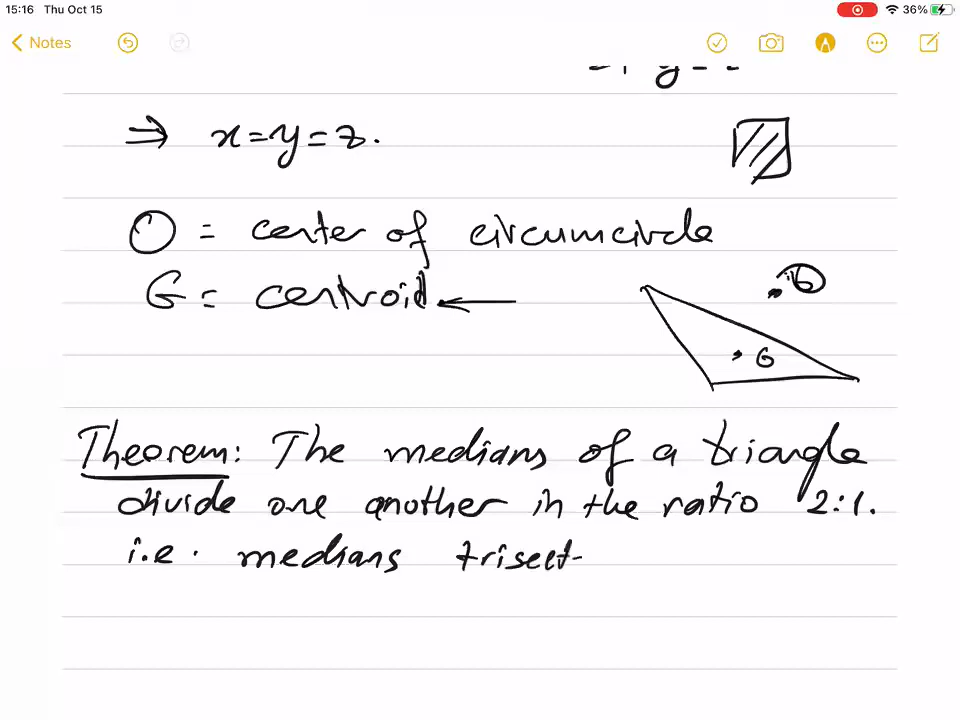 15:16 Thu Oct 15
36%
Notes
⇒ x=y=z.
O = center of circumcircle
G = centroid ←
G
Theorem: The medians of a triangle
divide one another in the ratio 2:1.
i.e. medians trisect